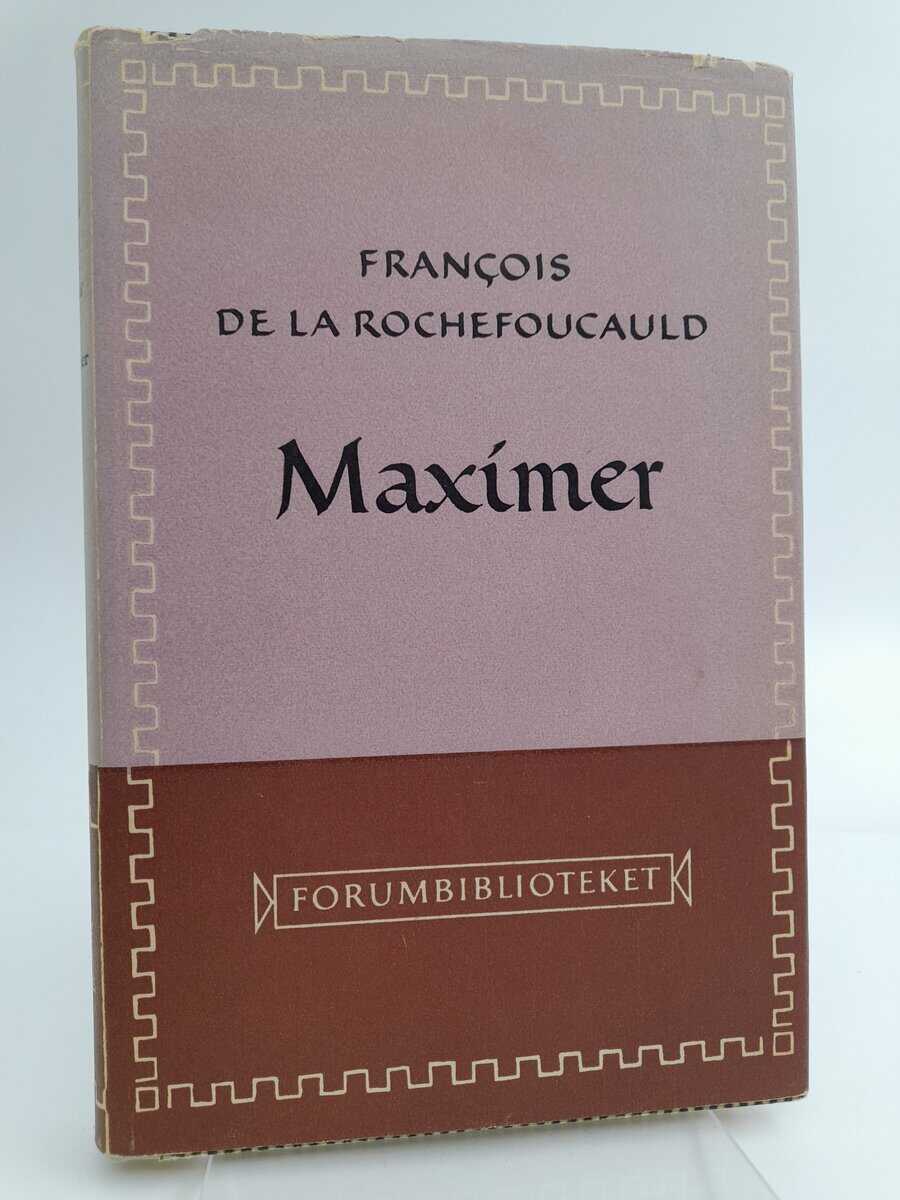 FRANÇOIS
DE LA ROCHEFOUCAULD
Maximer
FORUMBIBLIOTEKET